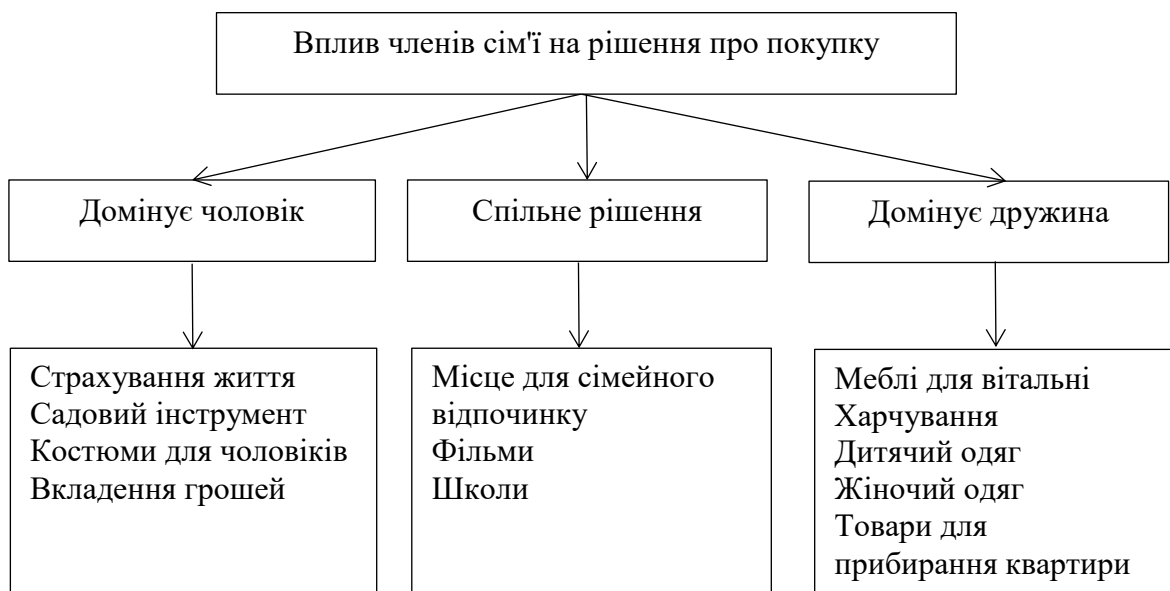 Вплив членів сім'ї на рішення про покупку
Домінує чоловік
Спільне рішення
Домінує дружина
Страхування життя
Садовий інструмент
Костюми для чоловіків
Вкладення грошей
Місце для сімейного
відпочинку
Фільми
Школи
Меблі для вітальні
Харчування
Дитячий одяг
Жіночий одяг
Товари для
прибирання квартири